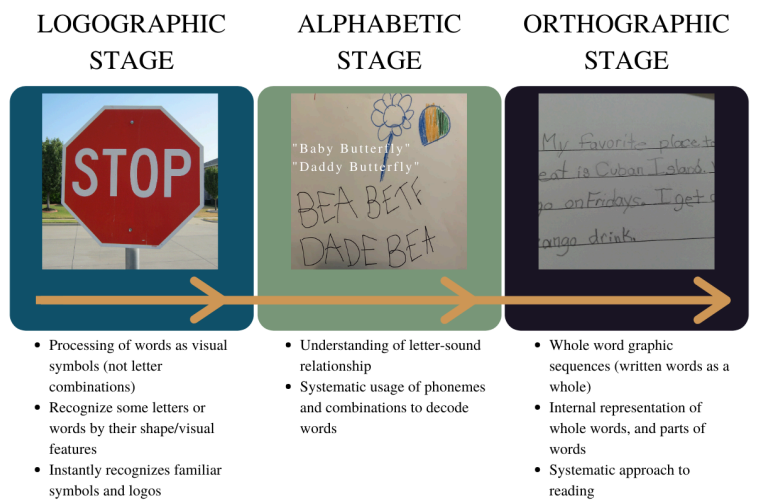 LOGOGRAPHIC
STAGE
STOP
• Processing of words as visual
symbols (not letter
combinations)
• Recognize some letters or
words by their shape/visual
features
• Instantly recognizes familiar
symbols and logos
ALPHABETIC
STAGE
"Baby Butterfly"
"Daddy Butterfly"
BEA BETF
DADE BEA
• Understanding of letter-sound
relationship
• Systematic usage of phonemes
and combinations to decode
words
ORTHOGRAPHIC
STAGE
My favorite place to
eat is Cuban Island.
go on Fridays. I get
drink.
• Whole word graphic
sequences (written words as a
whole)
• Internal representation of
whole words, and parts of
words
• Systematic approach to
reading